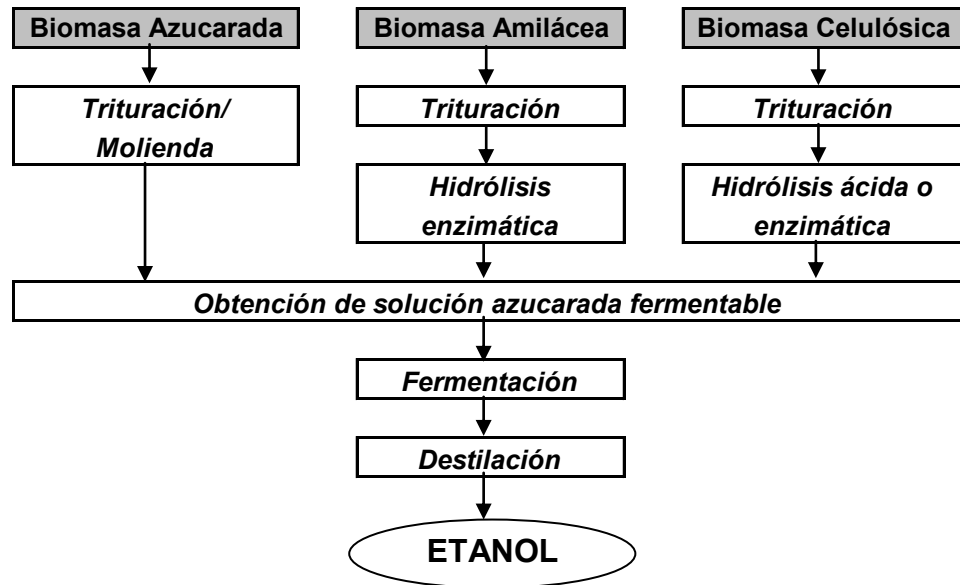 Biomasa Azucarada
Biomasa Amilácea
Biomasa Celulósica
Trituración/
Molienda
Trituración
Trituración
Hidrólisis
enzimática
Hidrólisis ácida o
enzimática
Obtención de solución azucarada fermentable
Fermentación
Destilación
ETANOL